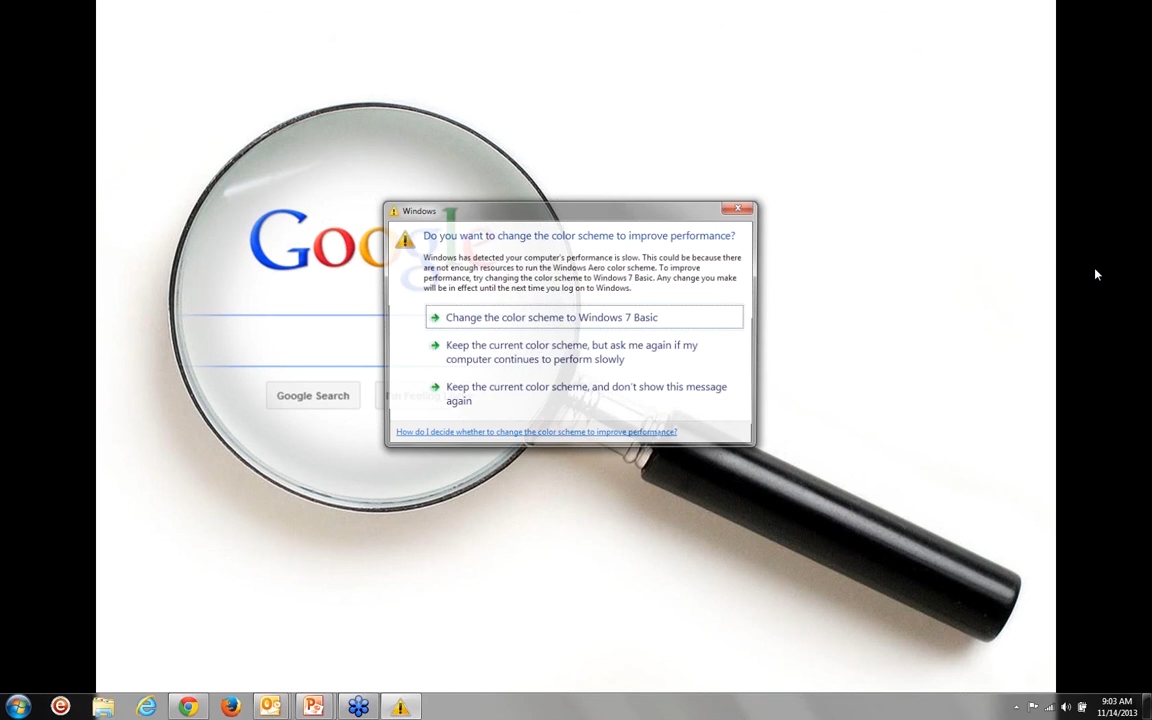 Google
Windows
Do you want to change the color scheme to improve performance?
Windows has detected your computer's performance is slow. This could be because there
are not enough resources to run the Windows Aero color scheme. To improve
performance, try changing the color scheme to Windows 7 Basic. Any change you make
will be in effect until the next time you log on to Windows.
Change the color scheme to Windows 7 Basic
Keep the current color scheme, but ask me again if my
computer continues to perform slowly
Keep the current color scheme, and don't show this message
again
Google Search
How do I decide whether to change the color scheme to improve performance?
9:03 AM
11/14/2013